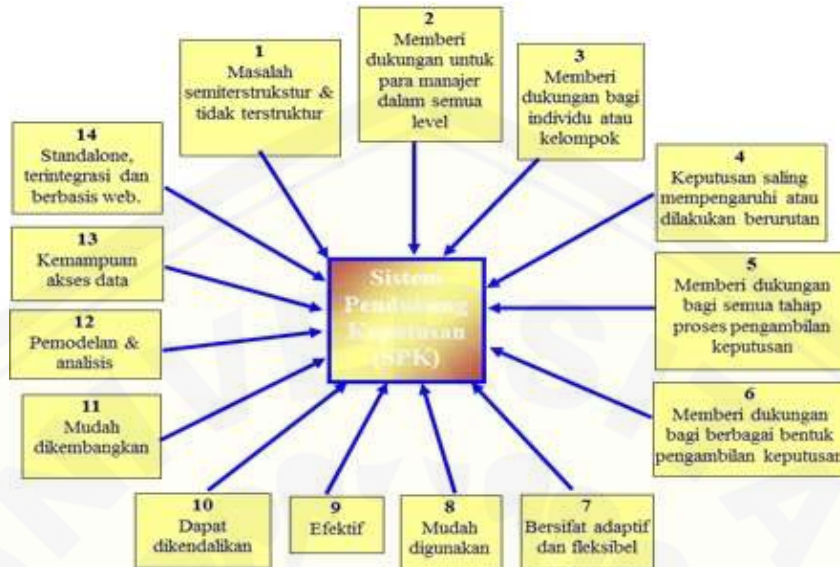 1
Masalah
semiterstrukstur &
tidak terstruktur
2
Memberi
dukungan untuk
para manajer
dalam semua
level
3
Memberi
dukungan bagi
individu atau
kelompok
4
Keputusan saling
mempengaruhi atau
dilakukan berurutan
5
Memberi dukungan
bagi semua tahap
proses pengambilan
keputusan
6
Memberi dukungan
bagi berbagai bentuk
pengambilan keputusan
7
Bersifat adaptif
dan fleksibel
8
Mudah
digunakan
9
Efektif
10
Dapat
dikendalikan
11
Mudah
dikembangkan
12
Pemodelan &
analisis
13
Kemampuan
akses data
14
Standalone,
terintegrasi dan
berbasis web.
Sistem
Pendukung
Keputusan
(SPK)